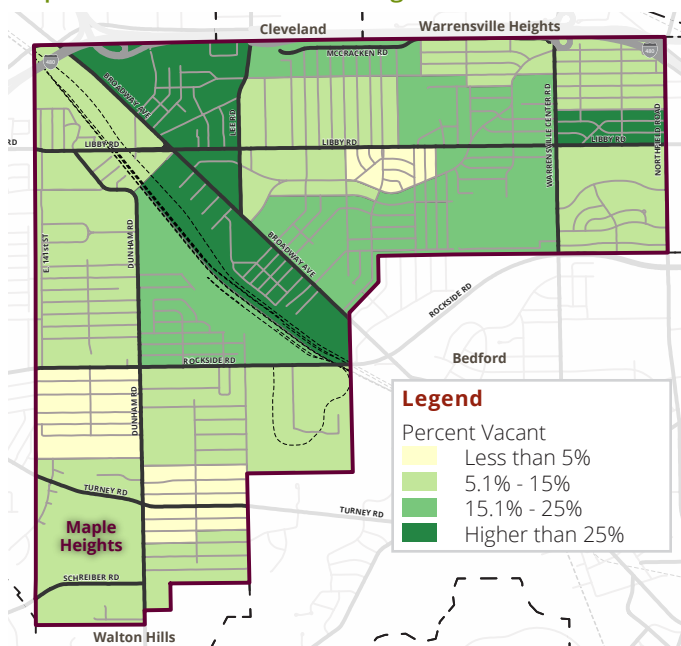 Cleveland
Warrensville Heights
480
MCCRACKEN RD
480
BROADWAY AVE
LEE RD
WARRENSVILLE CENTER RD
NORTHFIELD ROAD
RD
LIBBY RD
LIBBY RD
LIBBY RD
E. 141st ST
DUNHAM RD
BROADWAY AVE
ROCKSIDE RD
ROCKSIDE RD
Bedford
DUNHAM RD
Legend
Percent Vacant
Less than 5%
5.1% - 15%
15.1% - 25%
Higher than 25%
TURNEY RD
TURNEY RD
Maple
Heights
SCHREIBER RD
Walton Hills